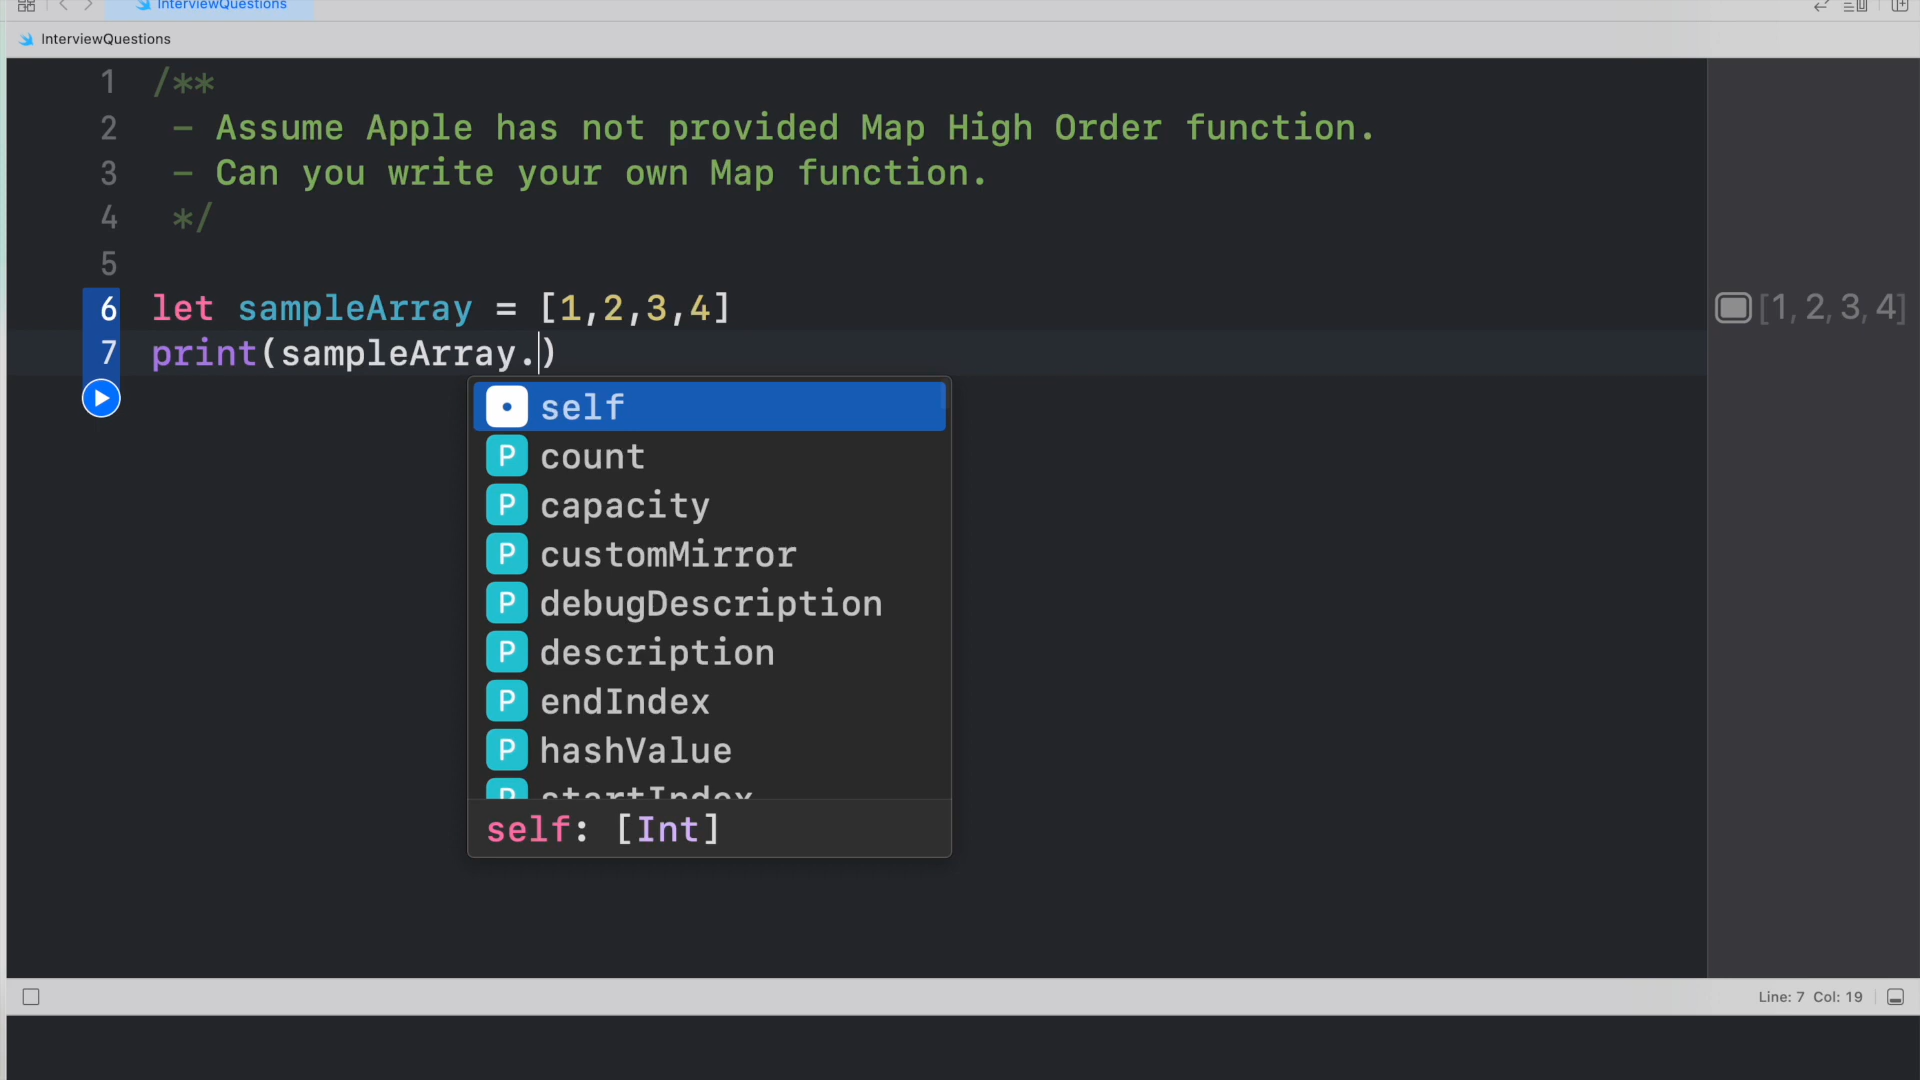 InterviewQuestions
InterviewQuestions
1 /**
2 - Assume Apple has not provided Map High Order function.
3 - Can you write your own Map function.
4 */
5
6 let sampleArray = [1,2,3,4]
[1, 2, 3, 4]
7 print(sampleArray.)
self
P count
P capacity
P customMirror
P debugDescription
P description
P endIndex
P hashValue
P startIndex
self: [Int]
Line: 7 Col: 19